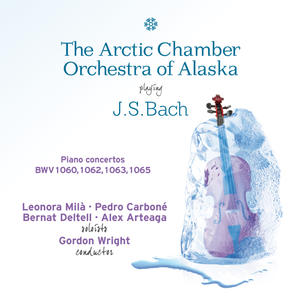 The Arctic Chamber
Orchestra of Alaska
playing
J.S.Bach
Piano concertos
BWV 1060,1062,1063,1065
Leonora Milà · Pedro Carboné
Bernat Deltell · Alex Arteaga
soloists
Gordon Wright
conductor